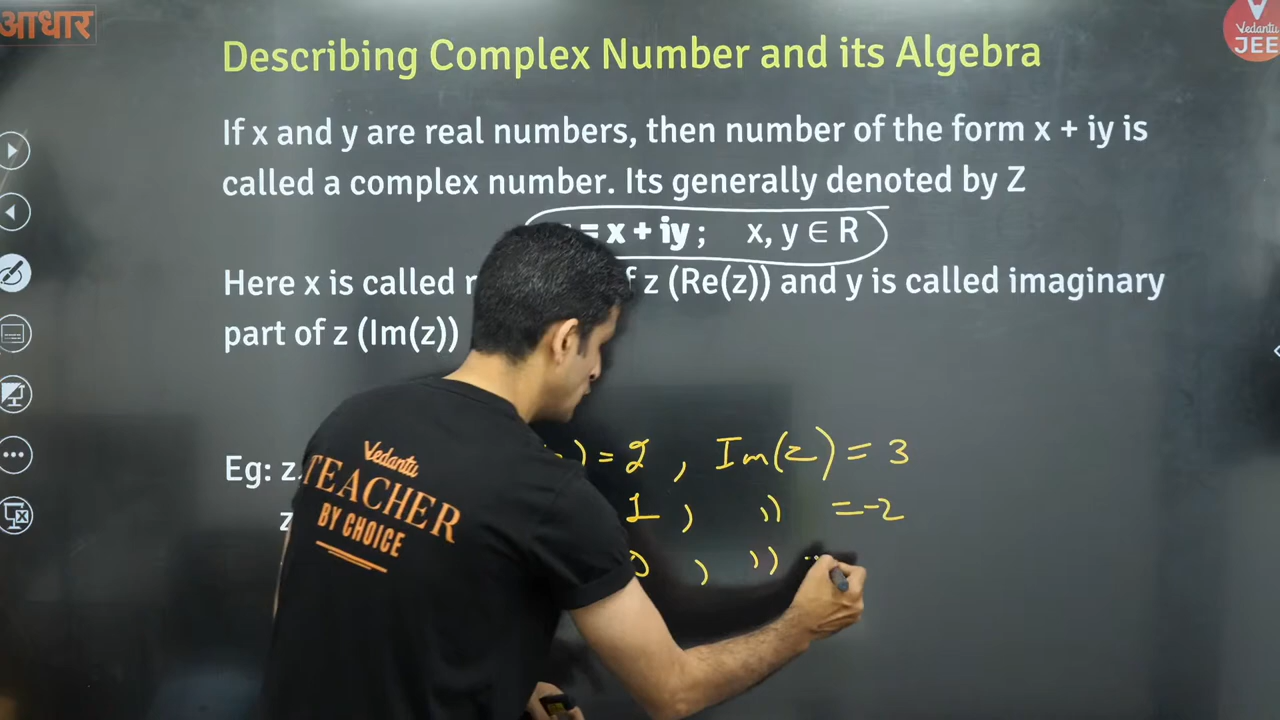 आधार
Vedantu
JEE
Describing Complex Number and its Algebra
If x and y are real numbers, then number of the form x + iy is
called a complex number. Its generally denoted by Z
= x + iy ; x, y ∈ R
Here x is called z (Re(z)) and y is called imaginary
part of z (Im(z))
Eg: z ) = 2 , Im(z) = 3
z 1 , )) = -2
0 , ))
Vedantu
TEACHER
BY CHOICE